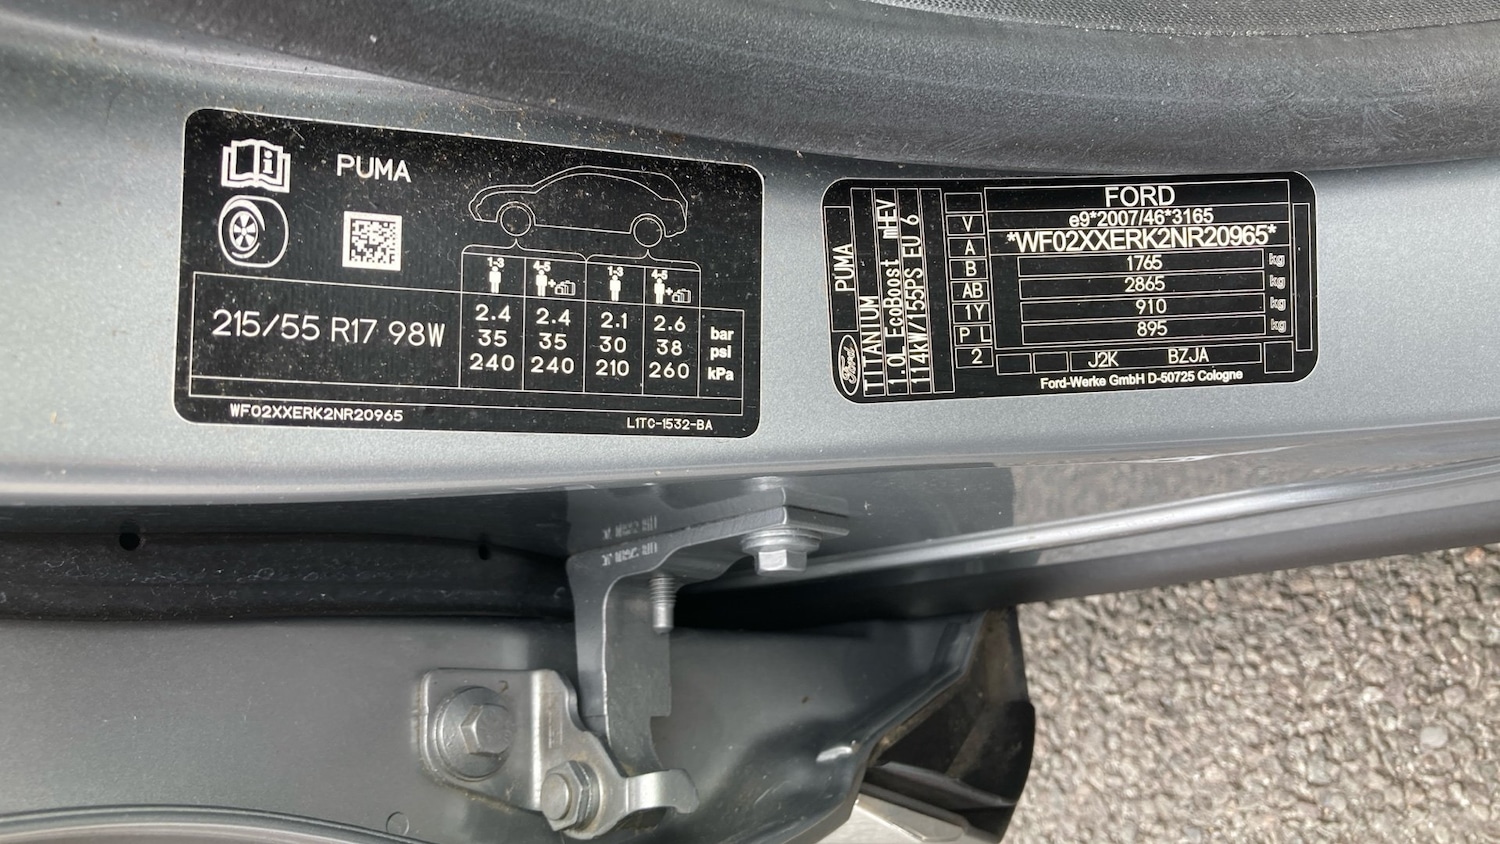 PUMA
1-3 4-5 1-3 4-5
215/55 R17 98W
2.4 2.4 2.1 2.6 bar
35 35 30 38 psi
240 240 210 260 kPa
WF02XXERK2NR20965 L1TC-1532-BA
PUMA
Ford
TITANIUM
1.0L EcoBoost mHEV
114kW/155PS EU 6
FORD
V e9*2007/46*3165
A *WF02XXERK2NR20965*
B 1765 kg
AB 2865 kg
1Y 910 kg
P L 895 kg
2 J2K BZJA
Ford-Werke GmbH D-50725 Cologne